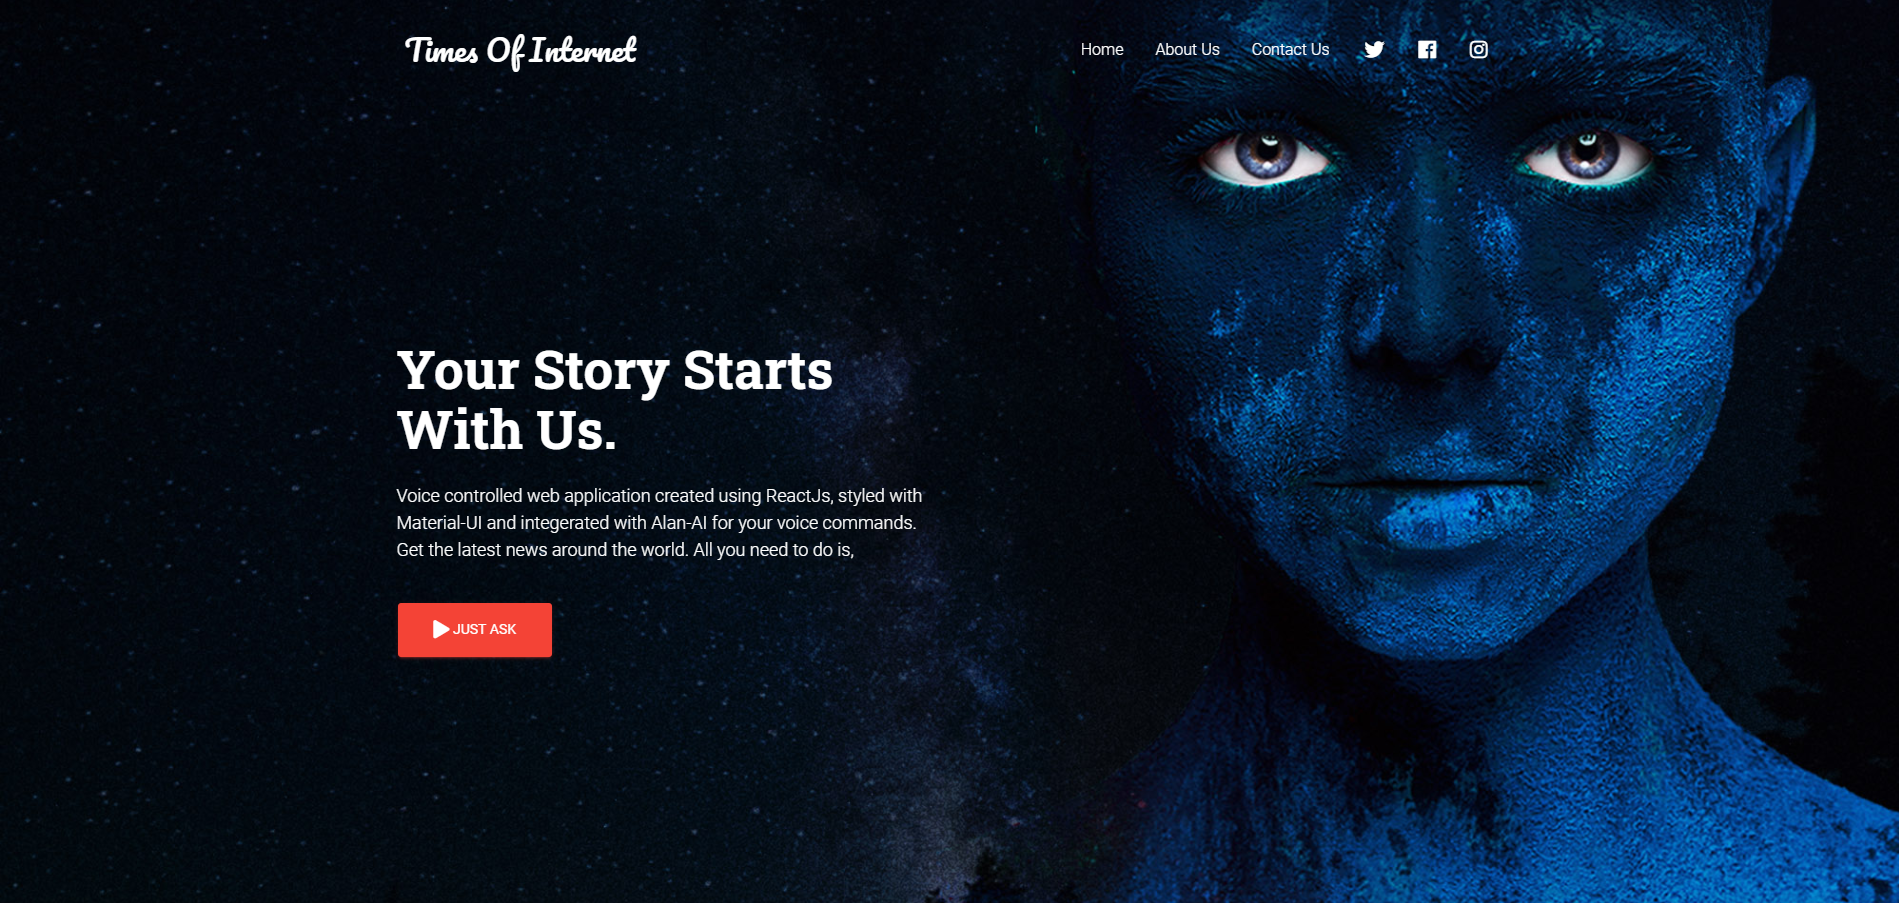 Times Of Internet
Home About Us Contact Us
Your Story Starts
With Us.
Voice controlled web application created using ReactJs, styled with
Material-UI and integerated with Alan-AI for your voice commands.
Get the latest news around the world. All you need to do is,
JUST ASK